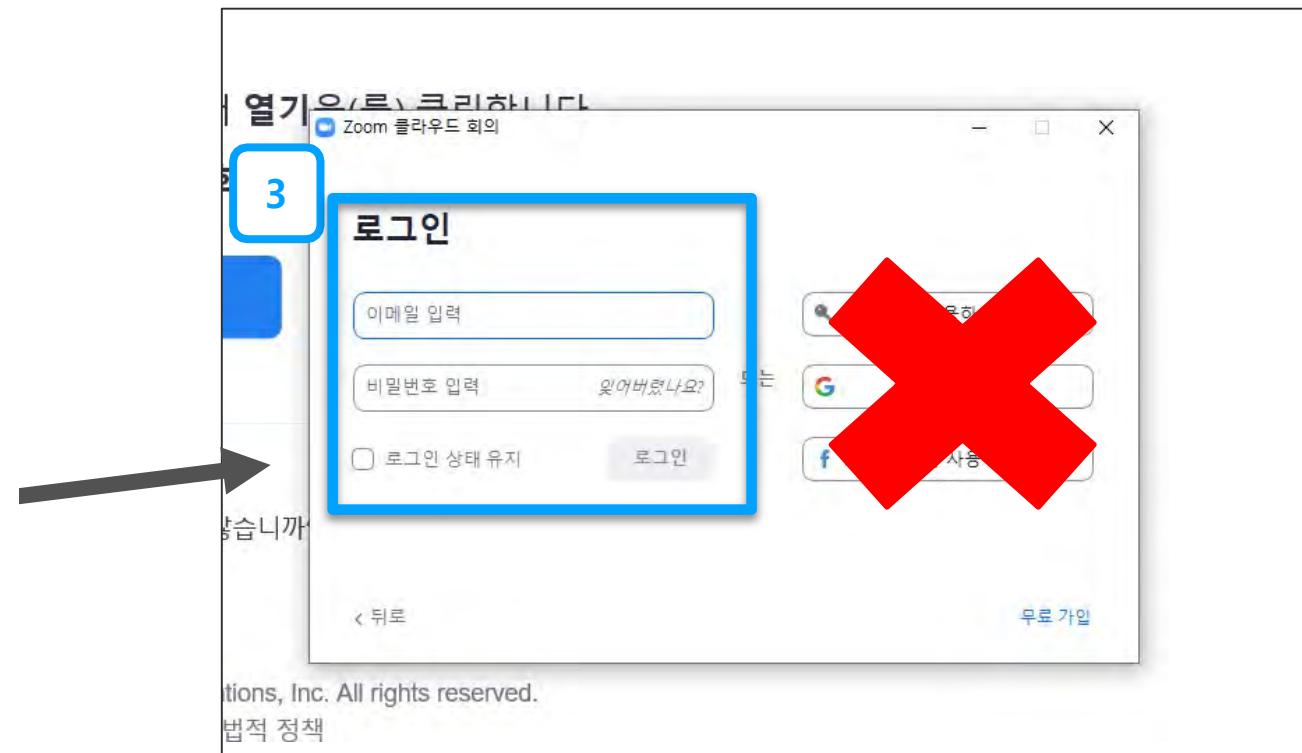 열기을(를) 클릭합니다
Zoom 클라우드 회의
3
로그인
이메일 입력
비밀번호 입력
잊어버렸나요?
또는
로그인 상태 유지
로그인
사용
않습니까
< 뒤로
무료 가입
tions, Inc. All rights reserved.
법적 정책